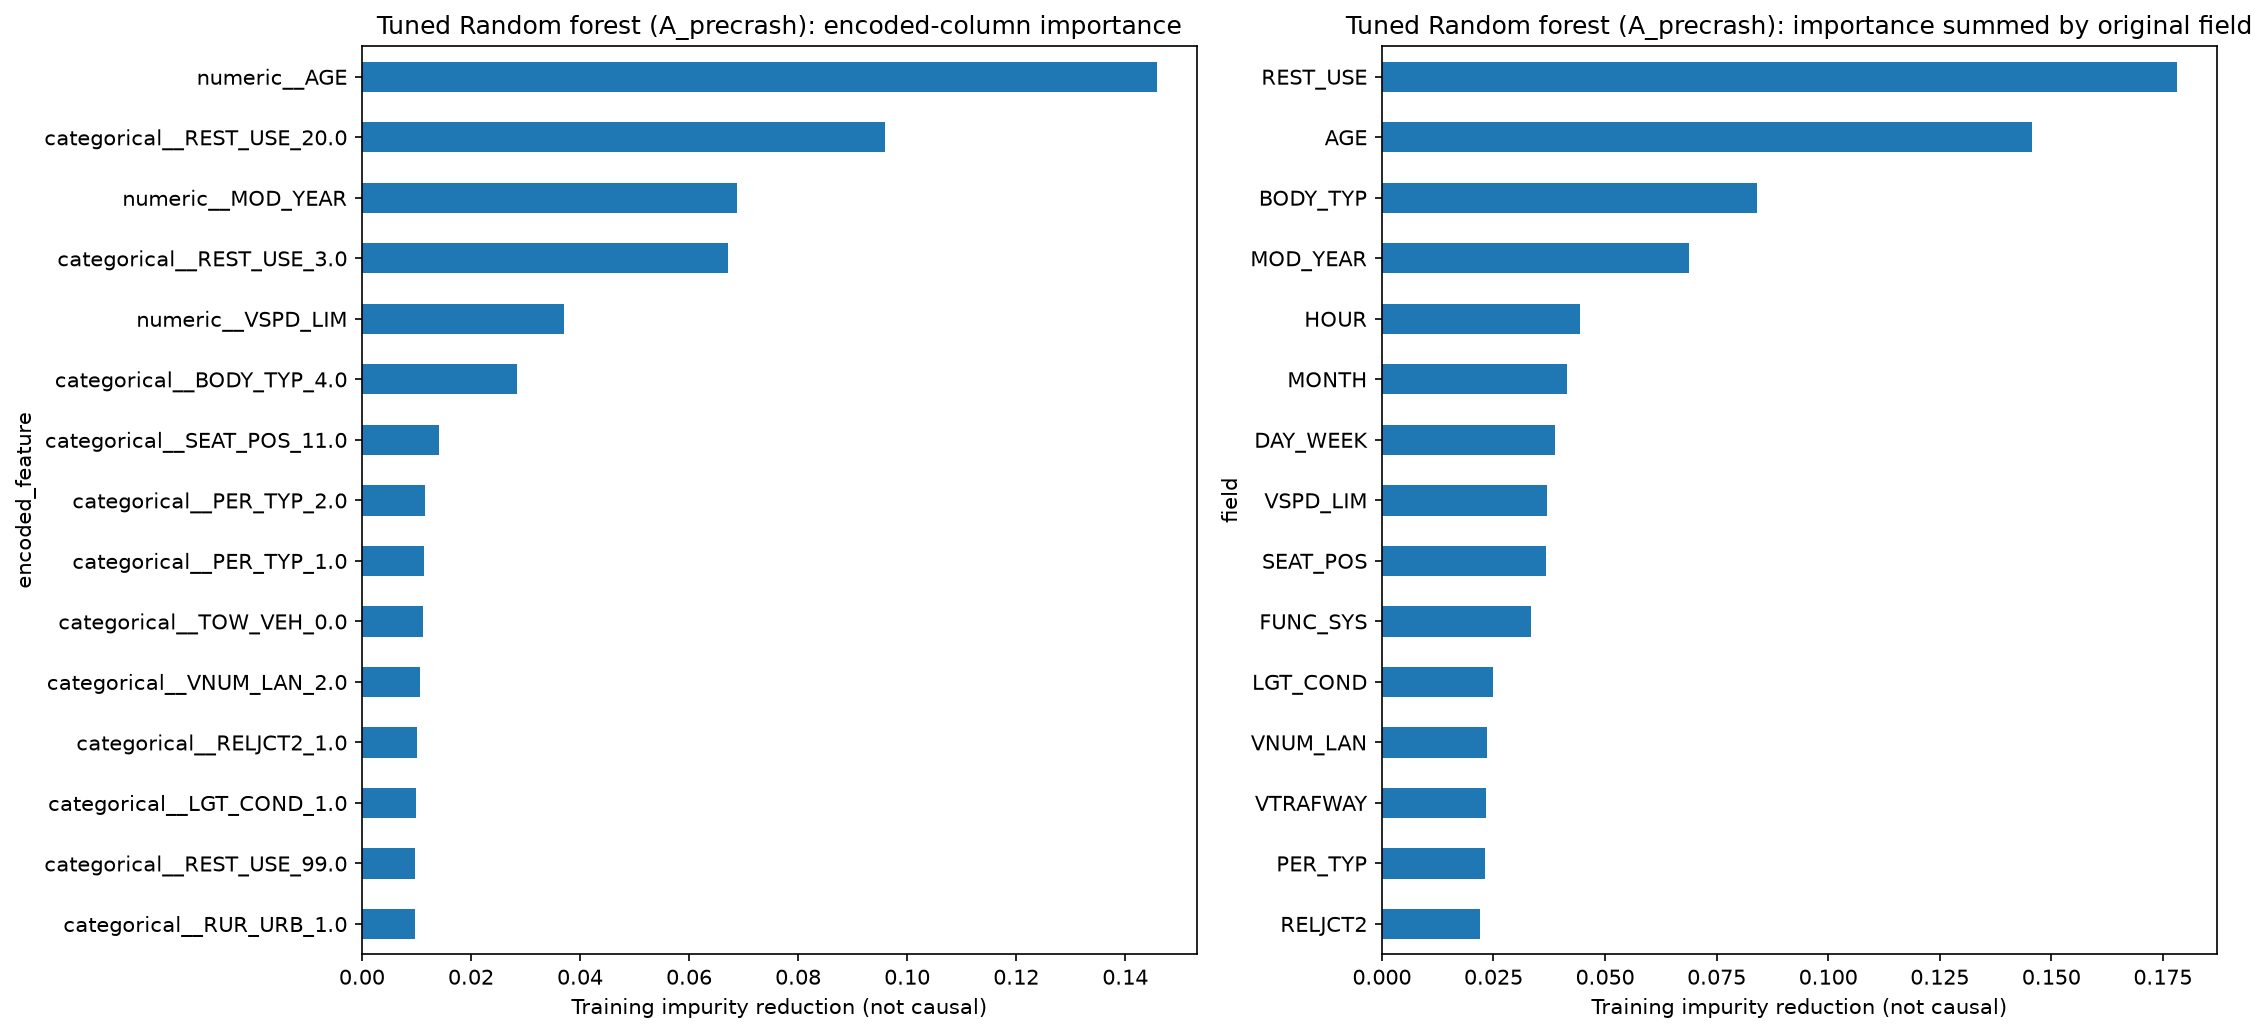 Tuned Random forest (A_precrash): encoded-column importance
encoded_feature
numeric__AGE
categorical__REST_USE_20.0
numeric__MOD_YEAR
categorical__REST_USE_3.0
numeric__VSPD_LIM
categorical__BODY_TYP_4.0
categorical__SEAT_POS_11.0
categorical__PER_TYP_2.0
categorical__PER_TYP_1.0
categorical__TOW_VEH_0.0
categorical__VNUM_LAN_2.0
categorical__RELJCT2_1.0
categorical__LGT_COND_1.0
categorical__REST_USE_99.0
categorical__RUR_URB_1.0
0.00 0.02 0.04 0.06 0.08 0.10 0.12 0.14
Training impurity reduction (not causal)
Tuned Random forest (A_precrash): importance summed by original field
field
REST_USE
AGE
BODY_TYP
MOD_YEAR
HOUR
MONTH
DAY_WEEK
VSPD_LIM
SEAT_POS
FUNC_SYS
LGT_COND
VNUM_LAN
VTRAFWAY
PER_TYP
RELJCT2
0.000 0.025 0.050 0.075 0.100 0.125 0.150 0.175
Training impurity reduction (not causal)